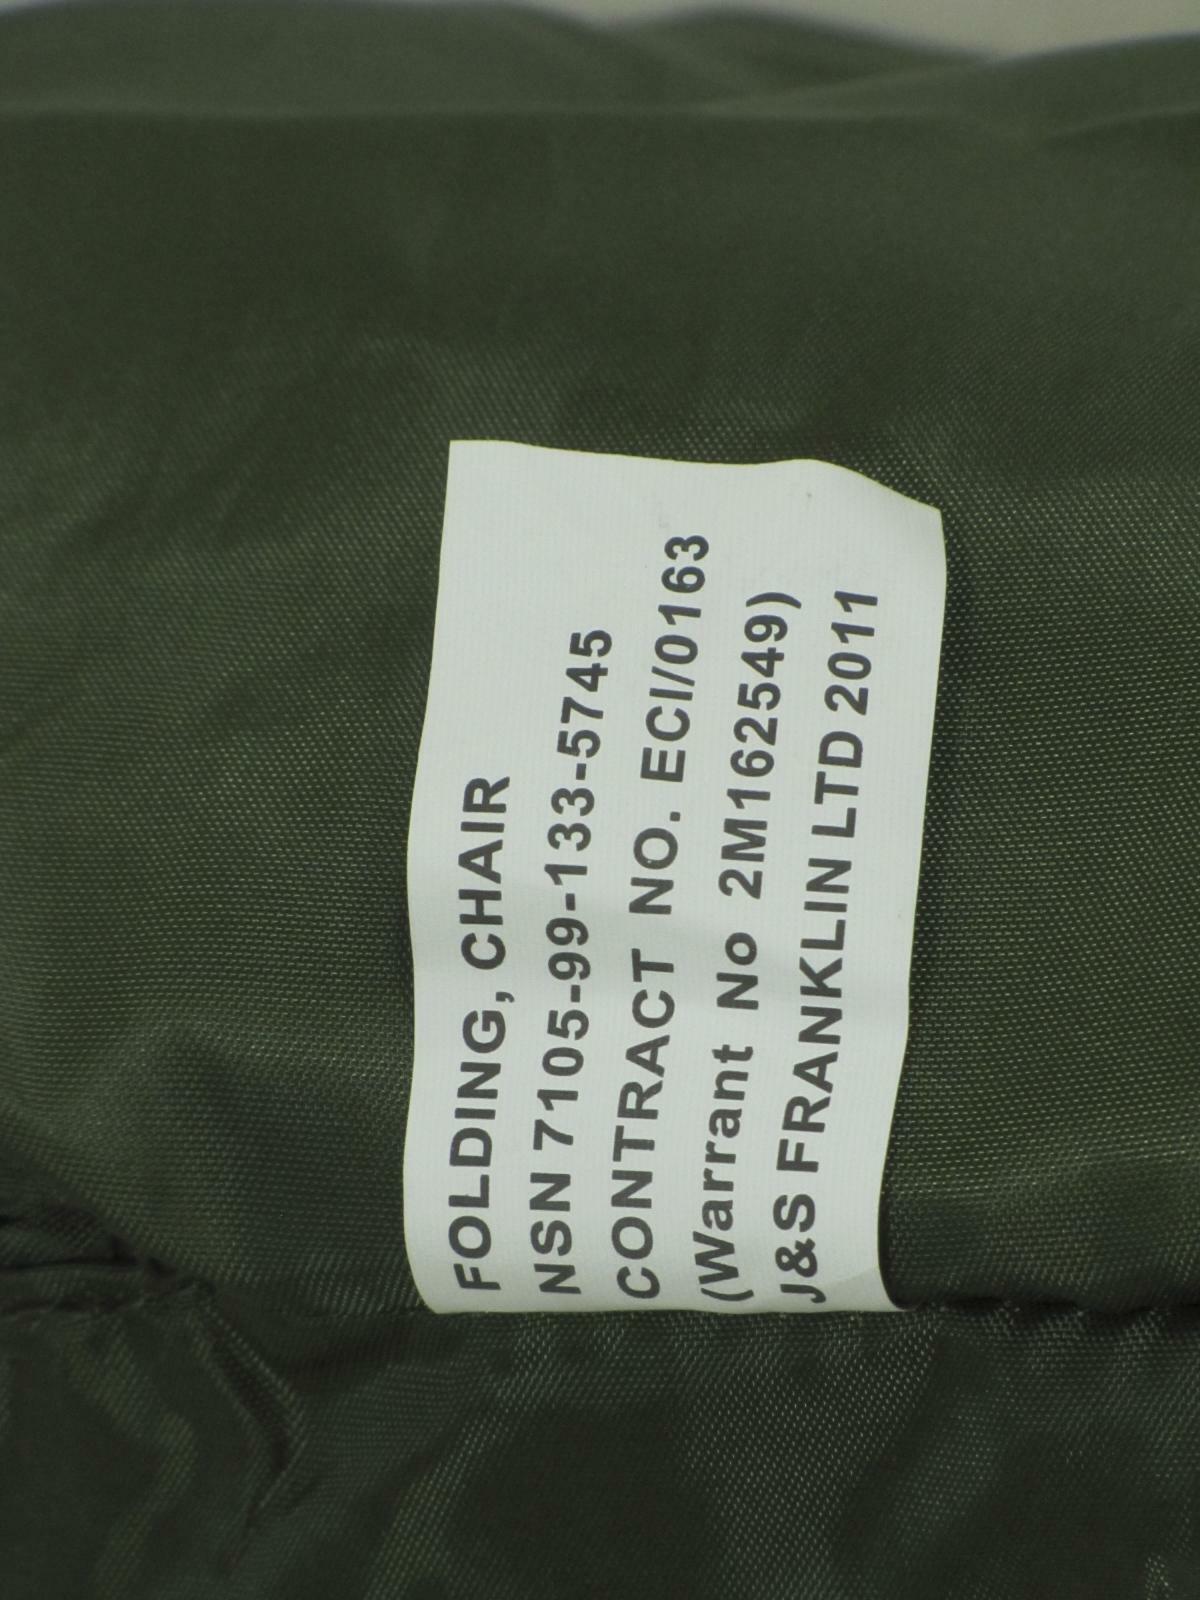 FOLDING, CHAIR
NSN 7105-99-133-5745
CONTRACT NO. ECI/0163
(Warrant No 2M162549)
J&S FRANKLIN LTD 2011